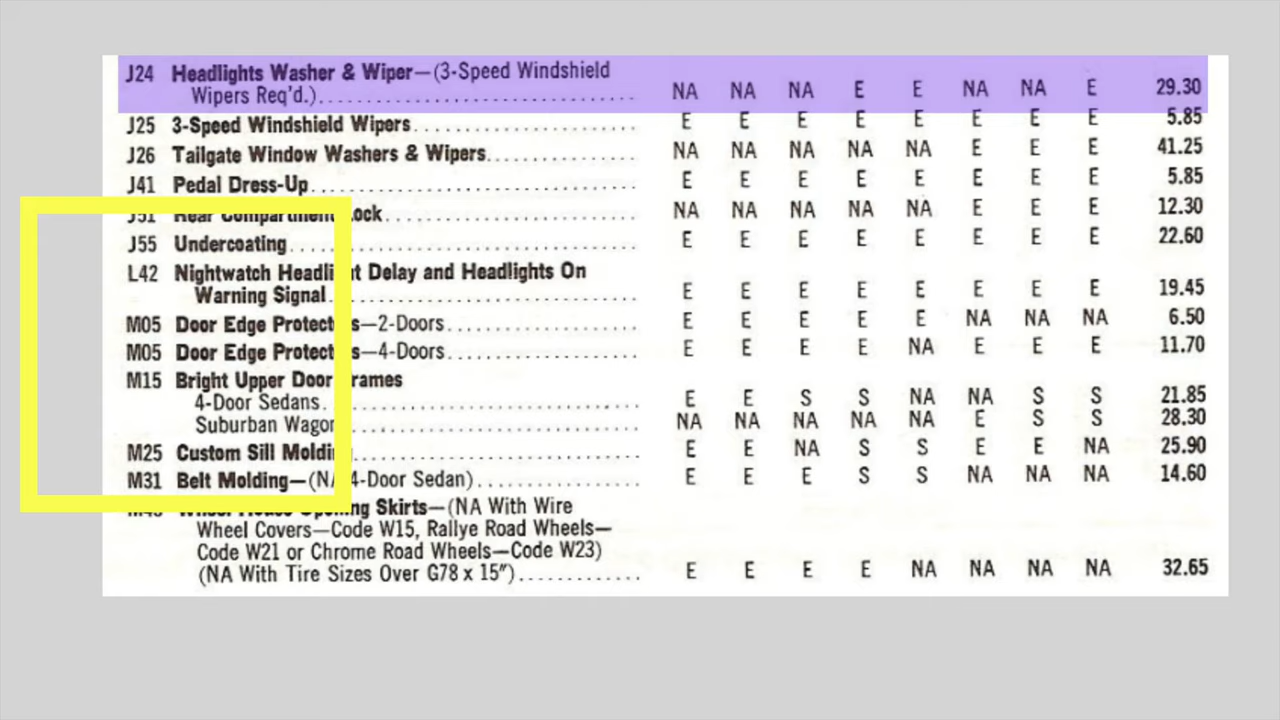 J24 Headlights Washer & Wiper—(3-Speed Windshield
Wipers Req'd.) NA NA NA E E NA NA E 29.30
J25 3-Speed Windshield Wipers E E E E E E E E 5.85
J26 Tailgate Window Washers & Wipers NA NA NA NA NA E E E 41.25
J41 Pedal Dress-Up E E E E E E E E 5.85
J51 Rear Compartment Lock NA NA NA NA NA E E E 12.30
J55 Undercoating E E E E E E E E 22.60
L42 Nightwatch Headlight Delay and Headlights On
Warning Signal E E E E E E E E 19.45
M05 Door Edge Protectors—2-Doors E E E E E NA NA NA 6.50
M05 Door Edge Protectors—4-Doors E E E E NA E E E 11.70
M15 Bright Upper Door Frames
4-Door Sedans E E S S NA NA S S 21.85
Suburban Wagon NA NA NA NA NA E S S 28.30
M25 Custom Sill Molding E E NA S S E E NA 25.90
M31 Belt Molding—(NA 4-Door Sedan) E E E S S NA NA NA 14.60
Wheel House Opening Skirts—(NA With Wire
Wheel Covers—Code W15, Rallye Road Wheels—
Code W21 or Chrome Road Wheels—Code W23)
(NA With Tire Sizes Over G78 x 15") E E E E NA NA NA NA 32.65